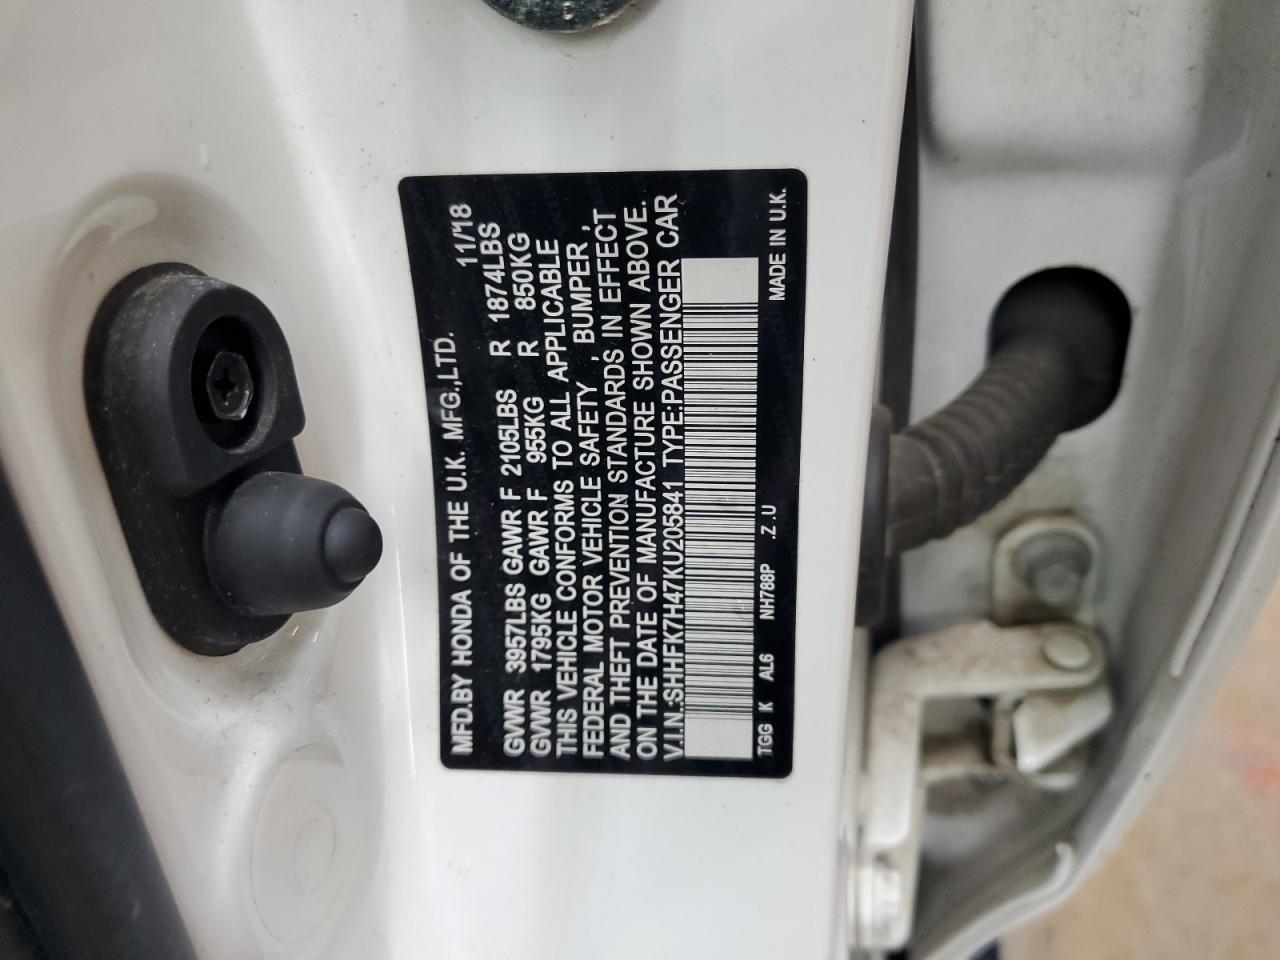 MFD.BY HONDA OF THE U.K. MFG.,LTD. 11/18
GVWR 3957LBS GAWR F 2105LBS R 1874LBS
GVWR 1795KG GAWR F 955KG R 850KG
THIS VEHICLE CONFORMS TO ALL APPLICABLE
FEDERAL MOTOR VEHICLE SAFETY , BUMPER ,
AND THEFT PREVENTION STANDARDS IN EFFECT
ON THE DATE OF MANUFACTURE SHOWN ABOVE.
V.I.N:SHHFK7H47KU205841 TYPE:PASSENGER CAR
TGG K AL6 NH788P .Z.U MADE IN U.K.